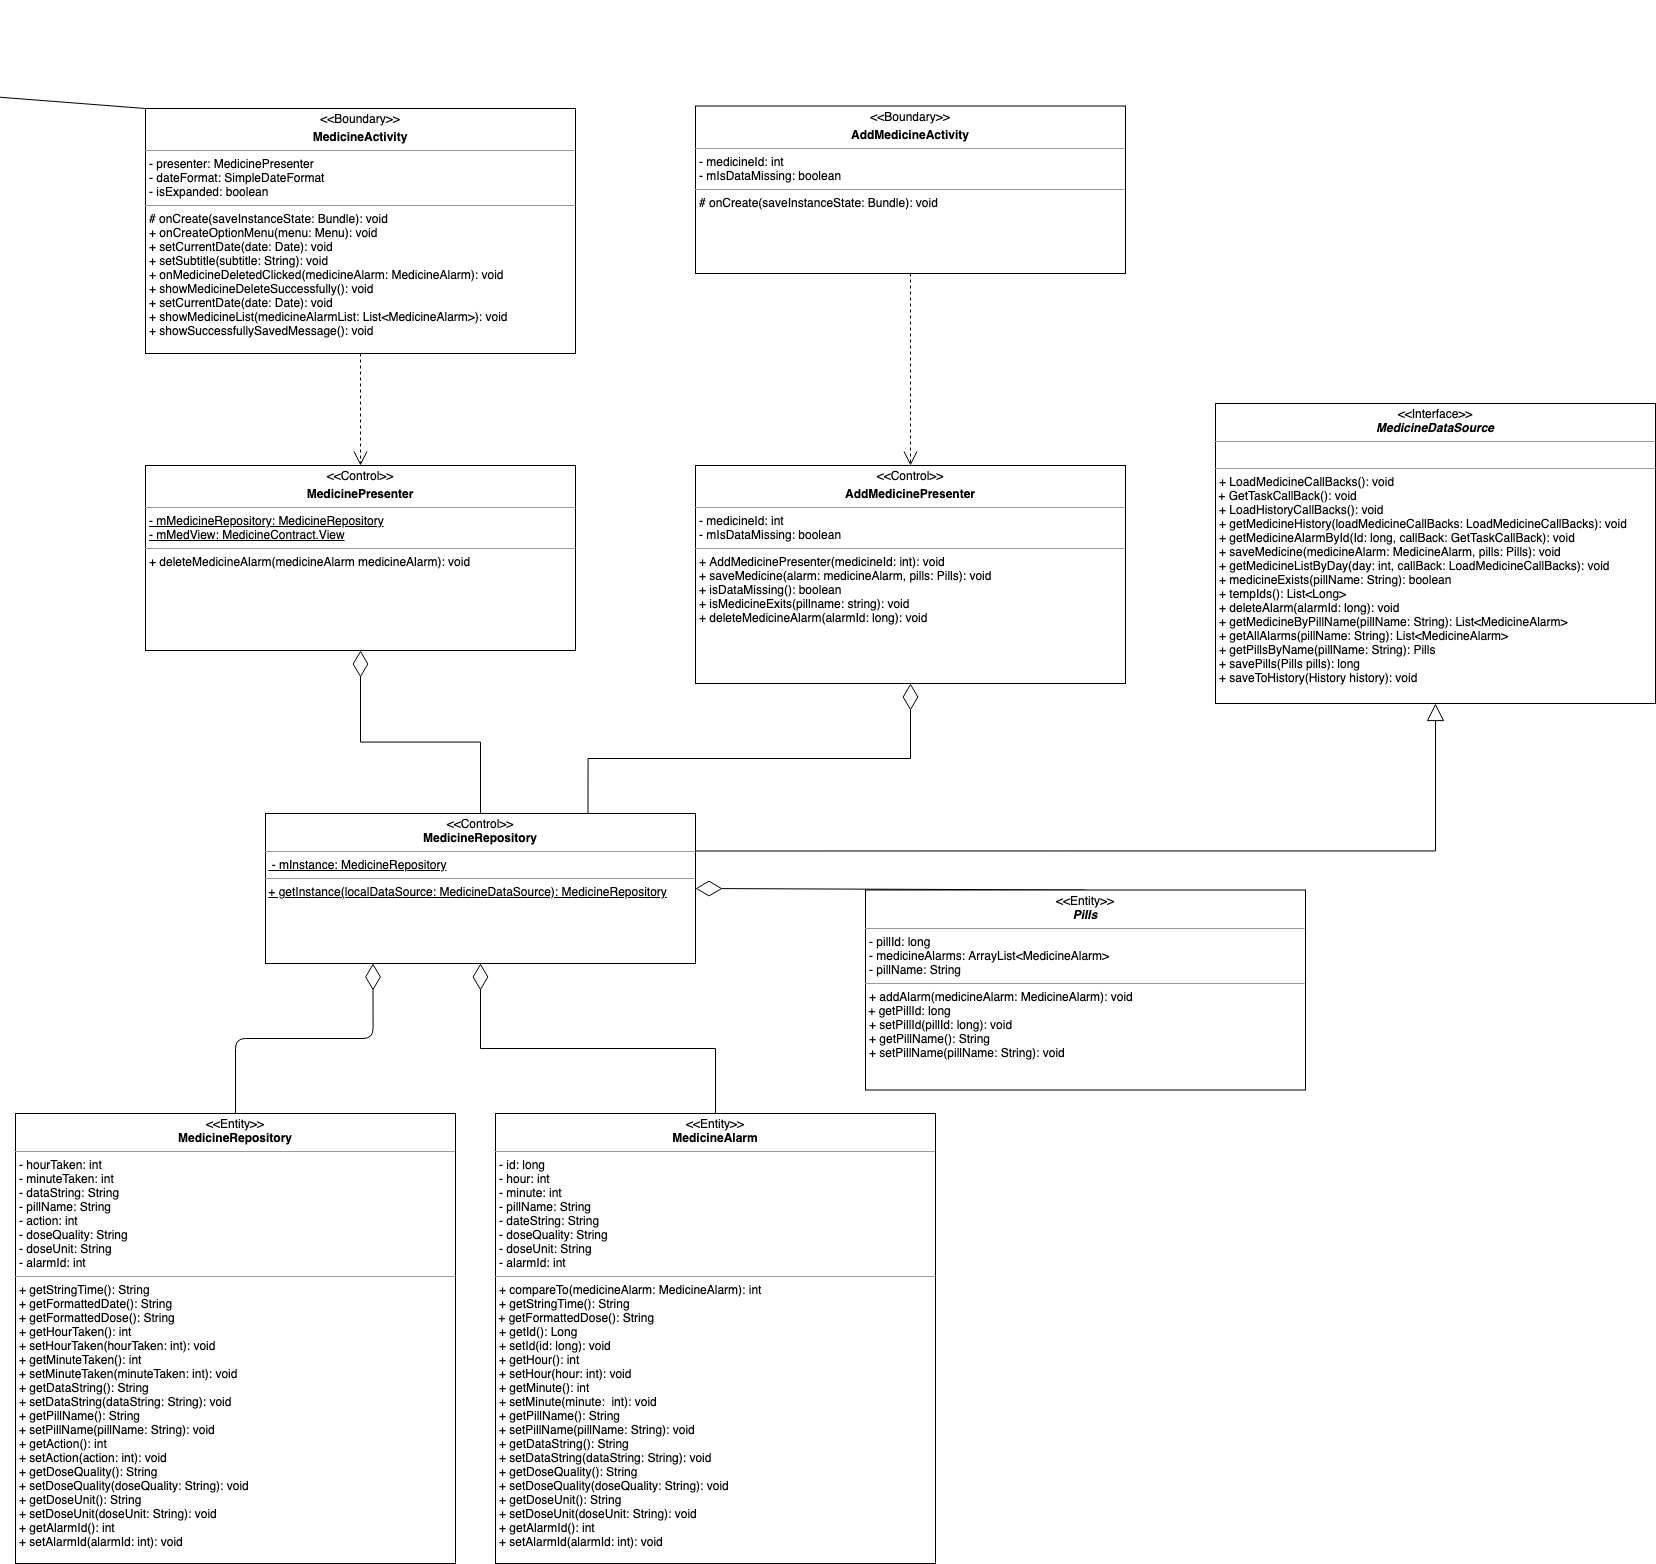 <<Boundary>>
MedicineActivity
- presenter: MedicinePresenter
- dateFormat: SimpleDateFormat
- isExpanded: boolean
# onCreate(saveInstanceState: Bundle): void
+ onCreateOptionMenu(menu: Menu): void
+ setCurrentDate(date: Date): void
+ setSubtitle(subtitle: String): void
+ onMedicineDeletedClicked(medicineAlarm: MedicineAlarm): void
+ showMedicineDeleteSuccessfully(): void
+ setCurrentDate(date: Date): void
+ showMedicineList(medicineAlarmList: List<MedicineAlarm>): void
+ showSuccessfullySavedMessage(): void
<<Boundary>>
AddMedicineActivity
- medicineId: int
- mIsDataMissing: boolean
# onCreate(saveInstanceState: Bundle): void
<<Control>>
MedicinePresenter
- mMedicineRepository: MedicineRepository
- mMedView: MedicineContract.View
+ deleteMedicineAlarm(medicineAlarm medicineAlarm): void
<<Control>>
AddMedicinePresenter
- medicineId: int
- mIsDataMissing: boolean
+ AddMedicinePresenter(medicineId: int): void
+ saveMedicine(alarm: medicineAlarm, pills: Pills): void
+ isDataMissing(): boolean
+ isMedicineExits(pillname: string): void
+ deleteMedicineAlarm(alarmId: long): void
<<Interface>>
MedicineDataSource
+ LoadMedicineCallBacks(): void
+ GetTaskCallBack(): void
+ LoadHistoryCallBacks(): void
+ getMedicineHistory(loadMedicineCallBacks: LoadMedicineCallBacks): void
+ getMedicineAlarmById(Id: long, callBack: GetTaskCallBack): void
+ saveMedicine(medicineAlarm: MedicineAlarm, pills: Pills): void
+ getMedicineListByDay(day: int, callBack: LoadMedicineCallBacks): void
+ medicineExists(pillName: String): boolean
+ tempIds(): List<Long>
+ deleteAlarm(alarmId: long): void
+ getMedicineByPillName(pillName: String): List<MedicineAlarm>
+ getAllAlarms(pillName: String): List<MedicineAlarm>
+ getPillsByName(pillName: String): Pills
+ savePills(Pills pills): long
+ saveToHistory(History history): void
<<Control>>
MedicineRepository
- mInstance: MedicineRepository
+ getInstance(localDataSource: MedicineDataSource): MedicineRepository
<<Entity>>
Pills
- pillId: long
- medicineAlarms: ArrayList<MedicineAlarm>
- pillName: String
+ addAlarm(medicineAlarm: MedicineAlarm): void
+ getPillId: long
+ setPillId(pillId: long): void
+ getPillName(): String
+ setPillName(pillName: String): void
<<Entity>>
MedicineRepository
- hourTaken: int
- minuteTaken: int
- dataString: String
- pillName: String
- action: int
- doseQuality: String
- doseUnit: String
- alarmId: int
+ getStringTime(): String
+ getFormattedDate(): String
+ getFormattedDose(): String
+ getHourTaken(): int
+ setHourTaken(hourTaken: int): void
+ getMinuteTaken(): int
+ setMinuteTaken(minuteTaken: int): void
+ getDataString(): String
+ setDataString(dataString: String): void
+ getPillName(): String
+ setPillName(pillName: String): void
+ getAction(): int
+ setAction(action: int): void
+ getDoseQuality(): String
+ setDoseQuality(doseQuality: String): void
+ getDoseUnit(): String
+ setDoseUnit(doseUnit: String): void
+ getAlarmId(): int
+ setAlarmId(alarmId: int): void
<<Entity>>
MedicineAlarm
- id: long
- hour: int
- minute: int
- pillName: String
- dateString: String
- doseQuality: String
- doseUnit: String
- alarmId: int
+ compareTo(medicineAlarm: MedicineAlarm): int
+ getStringTime(): String
+ getFormattedDose(): String
+ getId(): Long
+ setId(id: long): void
+ getHour(): int
+ setHour(hour: int): void
+ getMinute(): int
+ setMinute(minute:  int): void
+ getPillName(): String
+ setPillName(pillName: String): void
+ getDataString(): String
+ setDataString(dataString: String): void
+ getDoseQuality(): String
+ setDoseQuality(doseQuality: String): void
+ getDoseUnit(): String
+ setDoseUnit(doseUnit: String): void
+ getAlarmId(): int
+ setAlarmId(alarmId: int): void